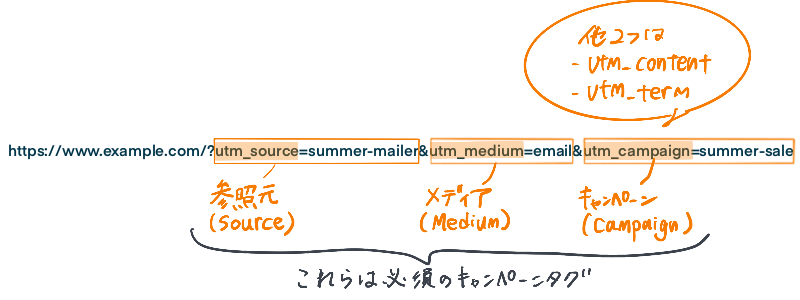 他2つは
- utm_content
- utm_term
https://www.example.com/?utm_source=summer-mailer&utm_medium=email&utm_campaign=summer-sale
参照元
(Source)
メディア
(Medium)
キャンペーン
(Campaign)
これらは必須のキャンペーンタグ